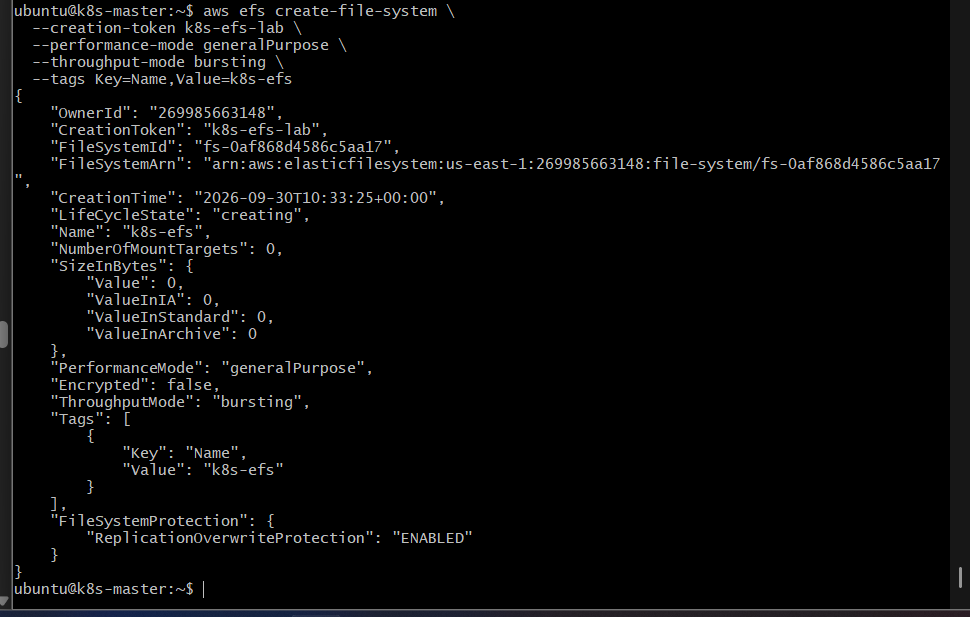 ubuntu@k8s-master:~$ aws efs create-file-system \
  --creation-token k8s-efs-lab \
  --performance-mode generalPurpose \
  --throughput-mode bursting \
  --tags Key=Name,Value=k8s-efs
{
    "OwnerId": "269985663148",
    "CreationToken": "k8s-efs-lab",
    "FileSystemId": "fs-0af868d4586c5aa17",
    "FileSystemArn": "arn:aws:elasticfilesystem:us-east-1:269985663148:file-system/fs-0af868d4586c5aa17
",
    "CreationTime": "2026-09-30T10:33:25+00:00",
    "LifeCycleState": "creating",
    "Name": "k8s-efs",
    "NumberOfMountTargets": 0,
    "SizeInBytes": {
        "Value": 0,
        "ValueInIA": 0,
        "ValueInStandard": 0,
        "ValueInArchive": 0
    },
    "PerformanceMode": "generalPurpose",
    "Encrypted": false,
    "ThroughputMode": "bursting",
    "Tags": [
        {
            "Key": "Name",
            "Value": "k8s-efs"
        }
    ],
    "FileSystemProtection": {
        "ReplicationOverwriteProtection": "ENABLED"
    }
}
ubuntu@k8s-master:~$